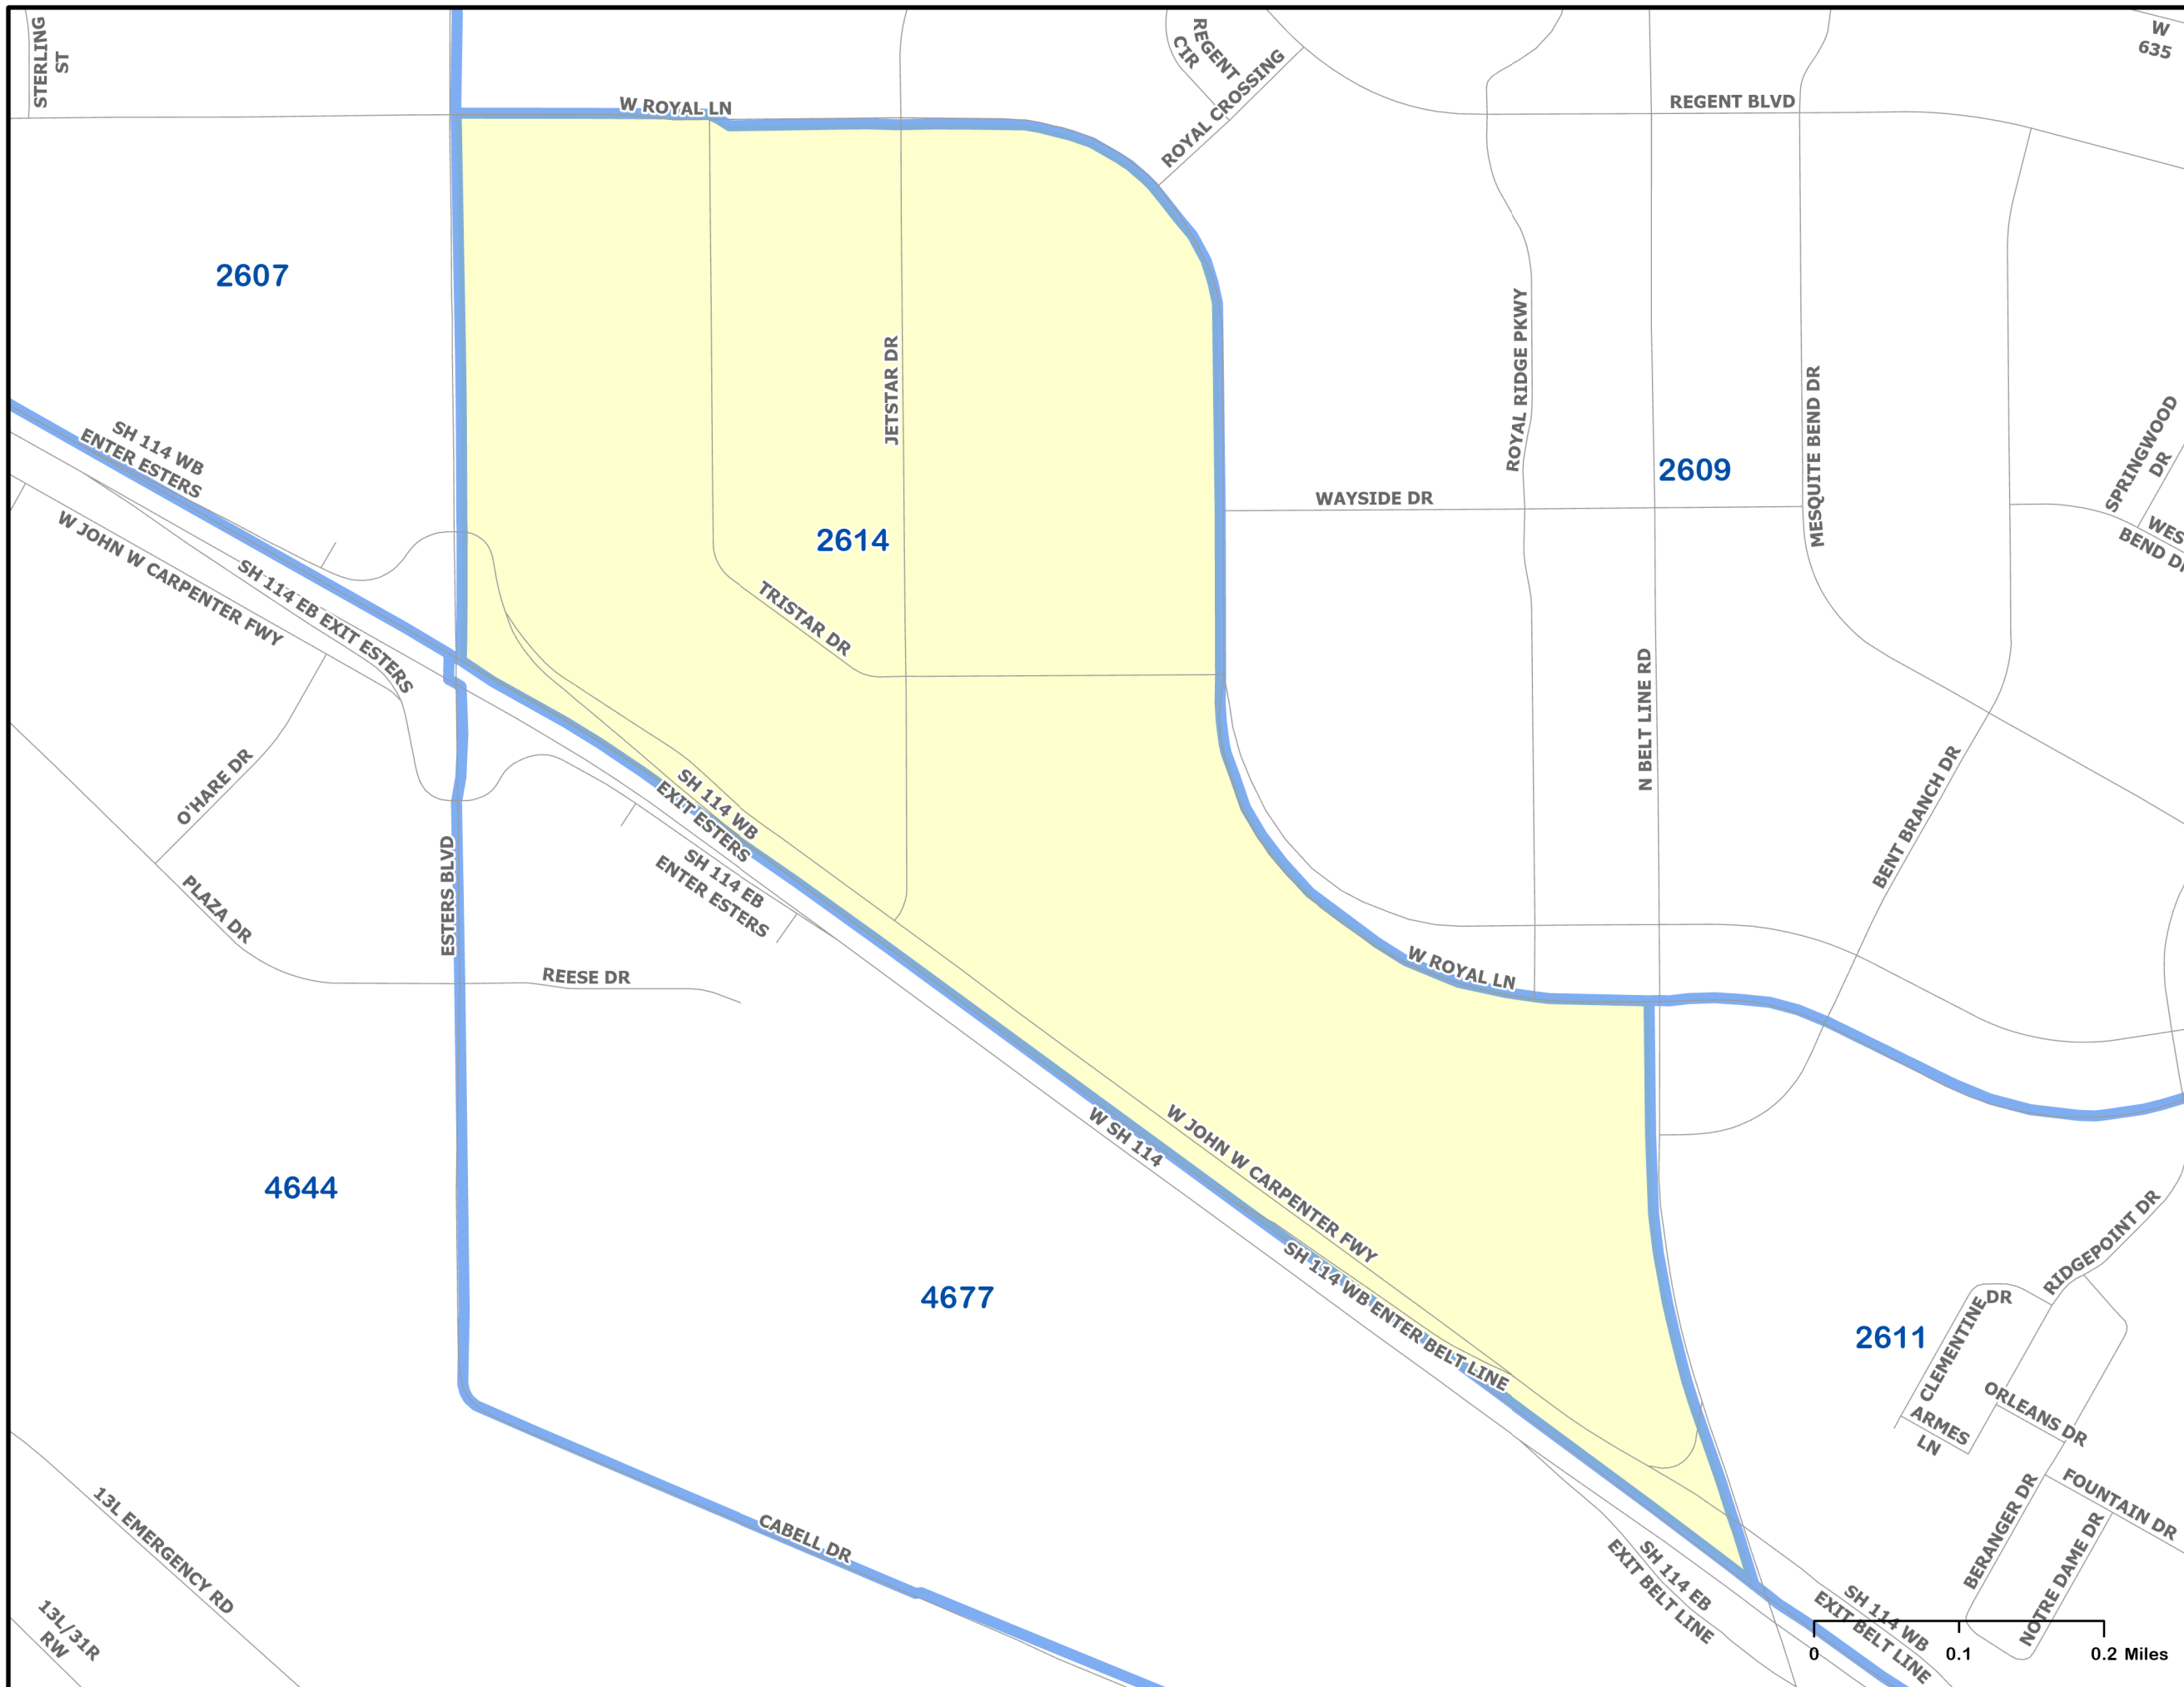 STERLING
ST
W ROYAL LN
REGENT
CIR
ROYAL CROSSING
REGENT BLVD
W
635
2607
SH 114 WB
ENTER ESTERS
W JOHN W CARPENTER FWY
SH 114 EB EXIT ESTERS
JETSTAR DR
2614
TRISTAR DR
WAYSIDE DR
ROYAL RIDGE PKWY
2609
MESQUITE BEND DR
SPRINGWOOD
DR
WES
BEND DR
N BELT LINE RD
O'HARE DR
PLAZA DR
ESTERS BLVD
REESE DR
SH 114 WB
EXIT ESTERS
SH 114 EB
ENTER ESTERS
BENT BRANCH DR
W ROYAL LN
W SH 114
W JOHN W CARPENTER FWY
SH 114 WB ENTER BELT LINE
4644
4677
2611
RIDGEPOINT DR
CLEMENTINE
DR
ARMES
LN
ORLEANS DR
FOUNTAIN DR
BERANGER DR
NOTRE DAME DR
13L EMERGENCY RD
13L/31R
RW
CABELL DR
SH 114 EB
EXIT BELT LINE
SH 114 WB
EXIT BELT LINE
0 0.1 0.2 Miles